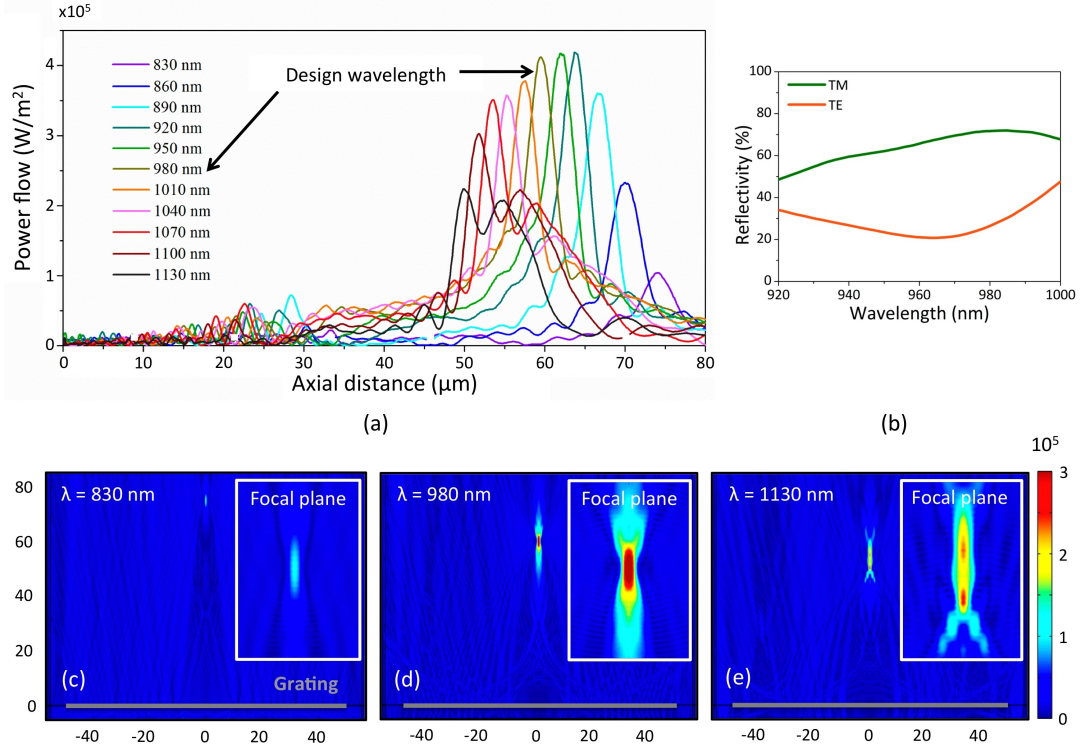 x10⁵
Power flow (W/m²)
4
3
2
1
0
830 nm
860 nm
890 nm
920 nm
950 nm
980 nm
1010 nm
1040 nm
1070 nm
1100 nm
1130 nm
Design wavelength
0 10 20 30 40 50 60 70 80
Axial distance (μm)
(a)
Reflectivity (%)
100
80
60
40
20
0
TM
TE
920 940 960 980 1000
Wavelength (nm)
(b)
80
60
40
20
0
λ = 830 nm
Focal plane
(c)
Grating
-40 -20 0 20 40
λ = 980 nm
Focal plane
(d)
-40 -20 0 20 40
λ = 1130 nm
Focal plane
(e)
-40 -20 0 20 40
10⁵
3
2
1
0